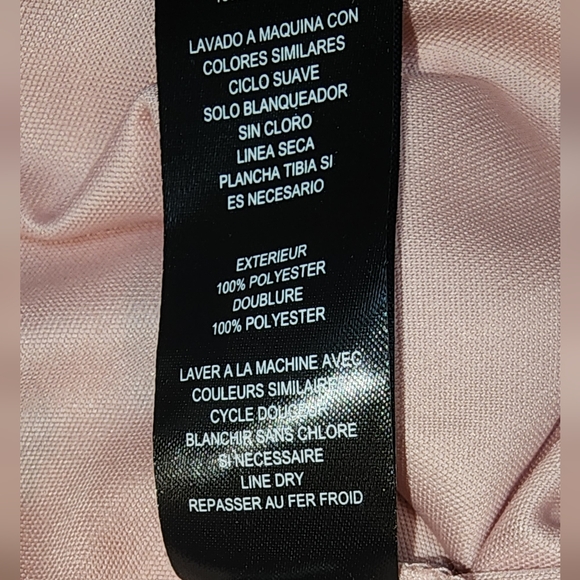 LAVADO A MAQUINA CON
COLORES SIMILARES
CICLO SUAVE
SOLO BLANQUEADOR
SIN CLORO
LINEA SECA
PLANCHA TIBIA SI
ES NECESARIO
EXTERIEUR
100% POLYESTER
DOUBLURE
100% POLYESTER
LAVER A LA MACHINE AVEC
COULEURS SIMILAIRES
CYCLE DOUCEUR
BLANCHIR SANS CHLORE
SI NECESSAIRE
LINE DRY
REPASSER AU FER FROID